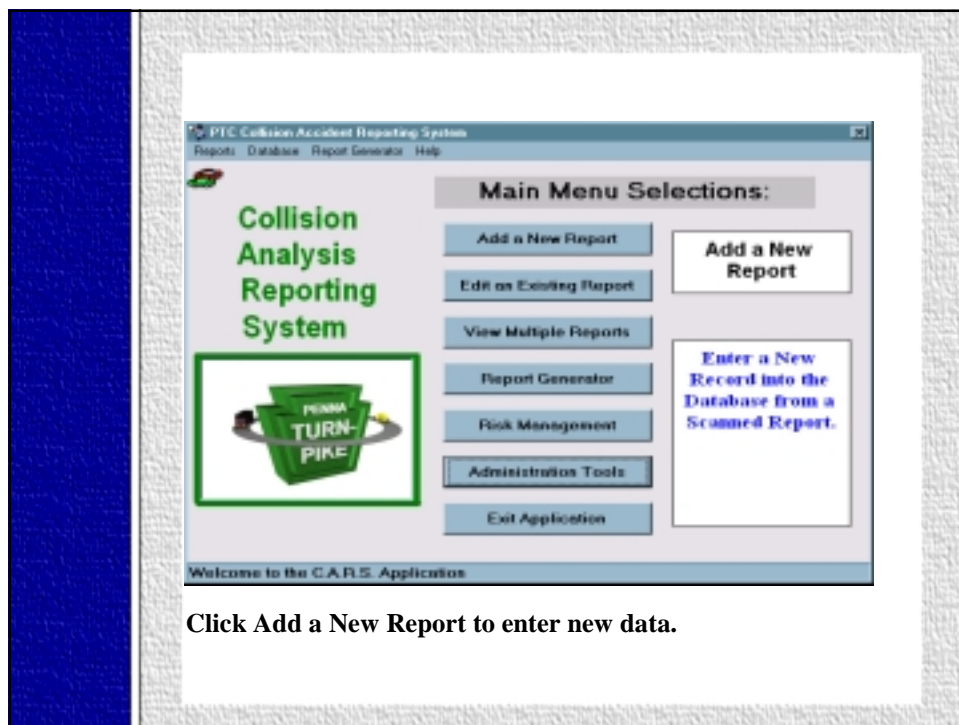 PTC Collision Accident Reporting System
Reports Database Report Generator Help
Main Menu Selections:
Collision
Analysis
Reporting
System
PENNA
TURN-
PIKE
Add a New Report
Edit an Existing Report
View Multiple Reports
Report Generator
Risk Management
Administration Tools
Exit Application
Add a New
Report
Enter a New
Record into the
Database from a
Scanned Report.
Welcome to the C.A.R.S. Application
Click Add a New Report to enter new data.